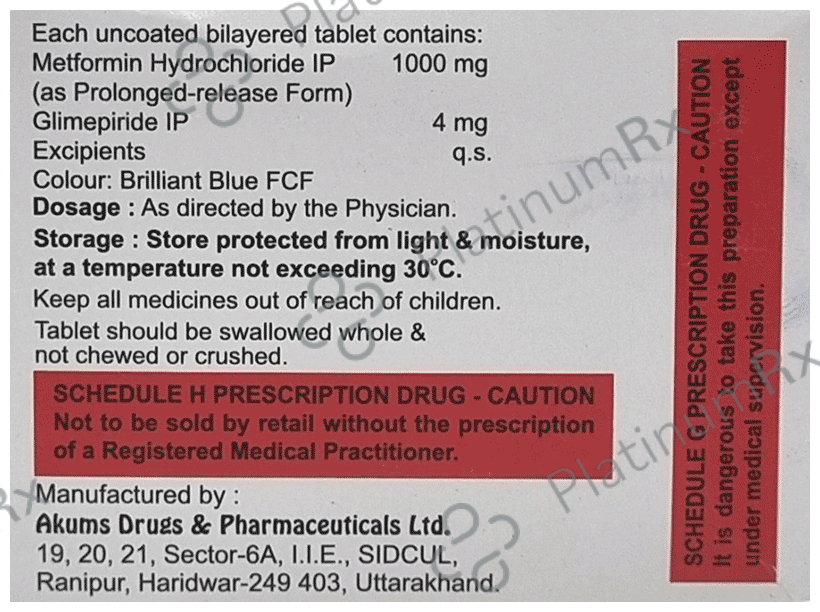 Each uncoated bilayered tablet contains:
Metformin Hydrochloride IP 1000 mg
(as Prolonged-release Form)
Glimepiride IP 4 mg
Excipients q.s.
Colour: Brilliant Blue FCF
Dosage : As directed by the Physician.
Storage : Store protected from light & moisture,
at a temperature not exceeding 30°C.
Keep all medicines out of reach of children.
Tablet should be swallowed whole &
not chewed or crushed.
SCHEDULE H PRESCRIPTION DRUG - CAUTION
Not to be sold by retail without the prescription
of a Registered Medical Practitioner.
Manufactured by :
Akums Drugs & Pharmaceuticals Ltd.
19, 20, 21, Sector-6A, I.I.E., SIDCUL,
Ranipur, Haridwar-249 403, Uttarakhand.
SCHEDULE G PRESCRIPTION DRUG - CAUTION
It is dangerous to take this preparation except
under medical supervision.
PlatinumRx
PlatinumRx